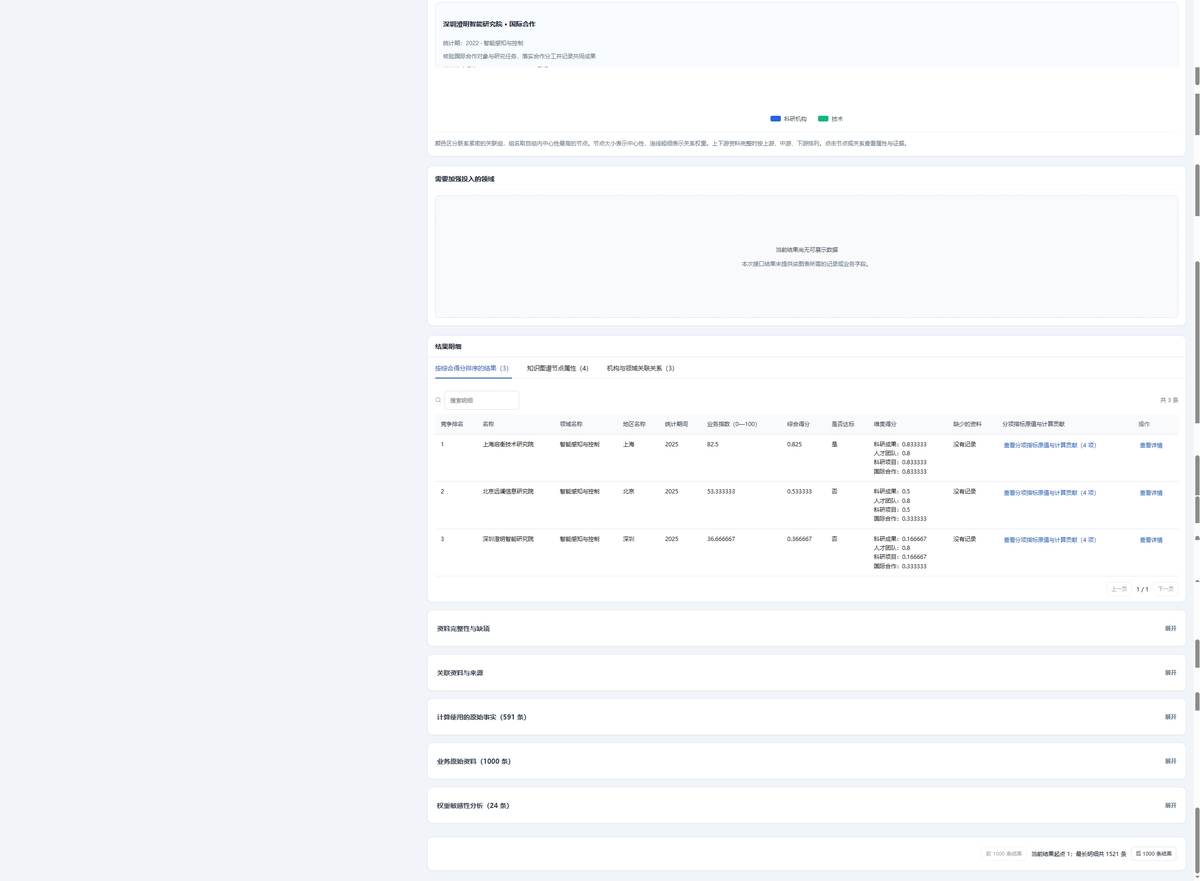 深圳澄明智能研究院 • 国际合作
统计期：2022 · 智能感知与控制
核验国际合作对象与研究任务、落实合作分工并记录共同成果
科研机构
技术
颜色区分联系紧密的关联组，组名取自组内中心性最高的节点。节点大小表示中心性，连线粗细表示关系权重。上下游资料完整时按上游、中游、下游排列。点击节点或关系查看属性与证据。
需要加强投入的领域
当前结果尚无可展示数据
本次接口结果未提供该图表所需的记录或业务字段。
结果明细
按综合得分排序的结果（3）
知识图谱节点属性（4）
机构与领域关联关系（3）
搜索明细
共 3 条
竞争排名 名称 领域名称 地区名称 统计期间 业务指数（0—100） 综合得分 是否达标 维度得分 缺少的资料 分项指标原值与计算贡献 操作
1 上海启衡技术研究院 智能感知与控制 上海 2025 82.5 0.825 是 科研成果：0.833333 没有记录 查看分项指标原值与计算贡献（4 项） 查看详情
人才团队：0.8
科研项目：0.833333
国际合作：0.833333
2 北京远澜信息研究院 智能感知与控制 北京 2025 53.333333 0.533333 否 科研成果：0.5 没有记录 查看分项指标原值与计算贡献（4 项） 查看详情
人才团队：0.8
科研项目：0.5
国际合作：0.333333
3 深圳澄明智能研究院 智能感知与控制 深圳 2025 36.666667 0.366667 否 科研成果：0.166667 没有记录 查看分项指标原值与计算贡献（4 项） 查看详情
人才团队：0.8
科研项目：0.166667
国际合作：0.333333
上一页 1 / 1 下一页
资料完整性与缺项 展开
关联资料与来源 展开
计算使用的原始事实（591 条） 展开
业务原始资料（1000 条） 展开
权重敏感性分析（24 条） 展开
前 1000 条结果 当前结果起点 1；最长明细共 1521 条 后 1000 条结果